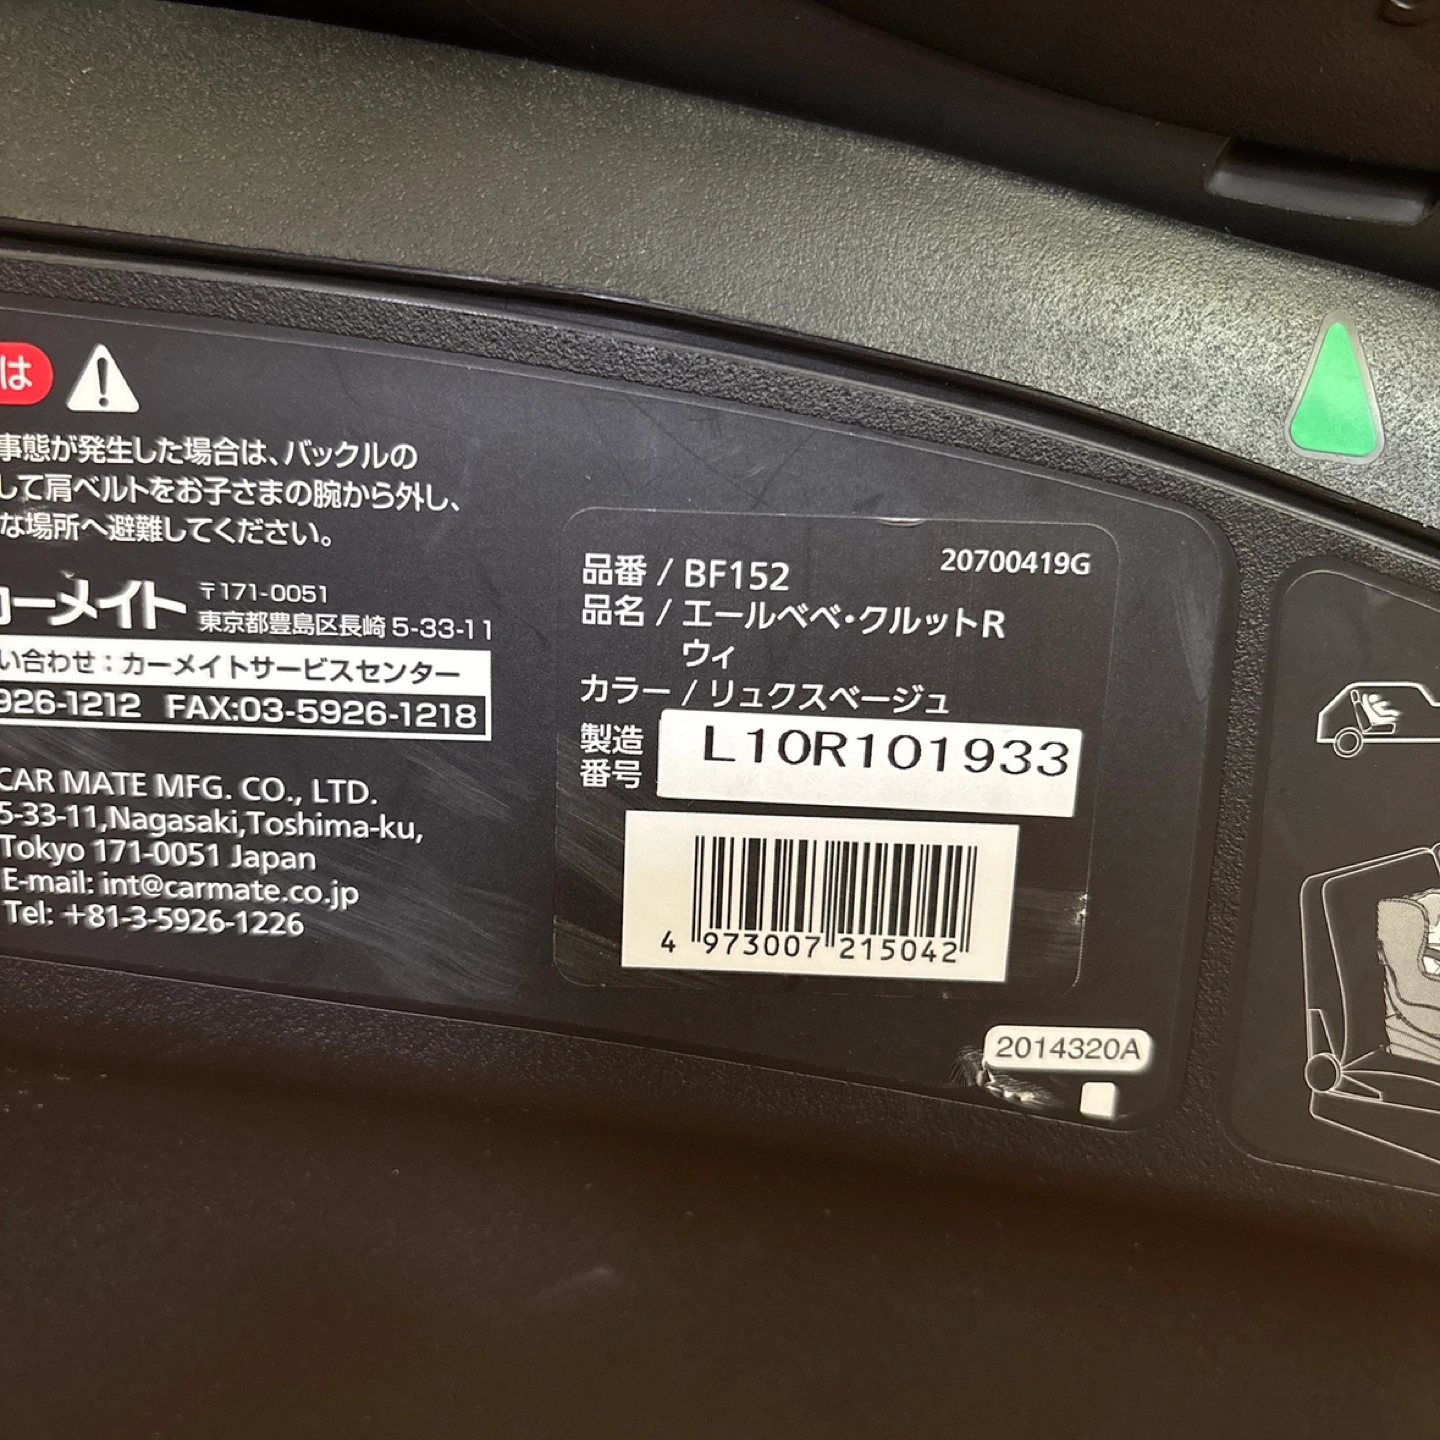 は
事態が発生した場合は、バックルの
して肩ベルトをお子さまの腕から外し、
な場所へ避難してください。
カーメイト
〒171-0051
東京都豊島区長崎5-33-11
い合わせ：カーメイトサービスセンター
926-1212 FAX:03-5926-1218
CAR MATE MFG. CO., LTD.
5-33-11,Nagasaki,Toshima-ku,
Tokyo 171-0051 Japan
E-mail: int@carmate.co.jp
Tel: +81-3-5926-1226
20700419G
品番 / BF152
品名 / エールベベ・クルットR
ウィ
カラー / リュクスベージュ
製造番号 L10R101933
4 973007 215042
2014320A